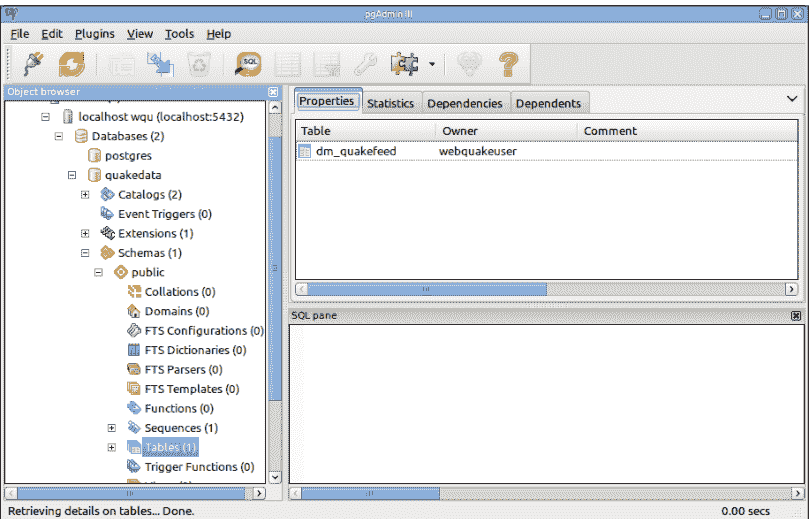 pgAdmin III
File Edit Plugins View Tools Help
SQL
Object browser
localhost wqu (localhost:5432)
Databases (2)
postgres
quakedata
Catalogs (2)
Event Triggers (0)
Extensions (1)
Schemas (1)
public
Collations (0)
Domains (0)
FTS Configurations (0)
FTS Dictionaries (0)
FTS Parsers (0)
FTS Templates (0)
Functions (0)
Sequences (1)
Tables (1)
Trigger Functions (0)
Properties Statistics Dependencies Dependents
Table Owner Comment
dm_quakefeed webquakeuser
SQL pane
Retrieving details on tables... Done. 0.00 secs